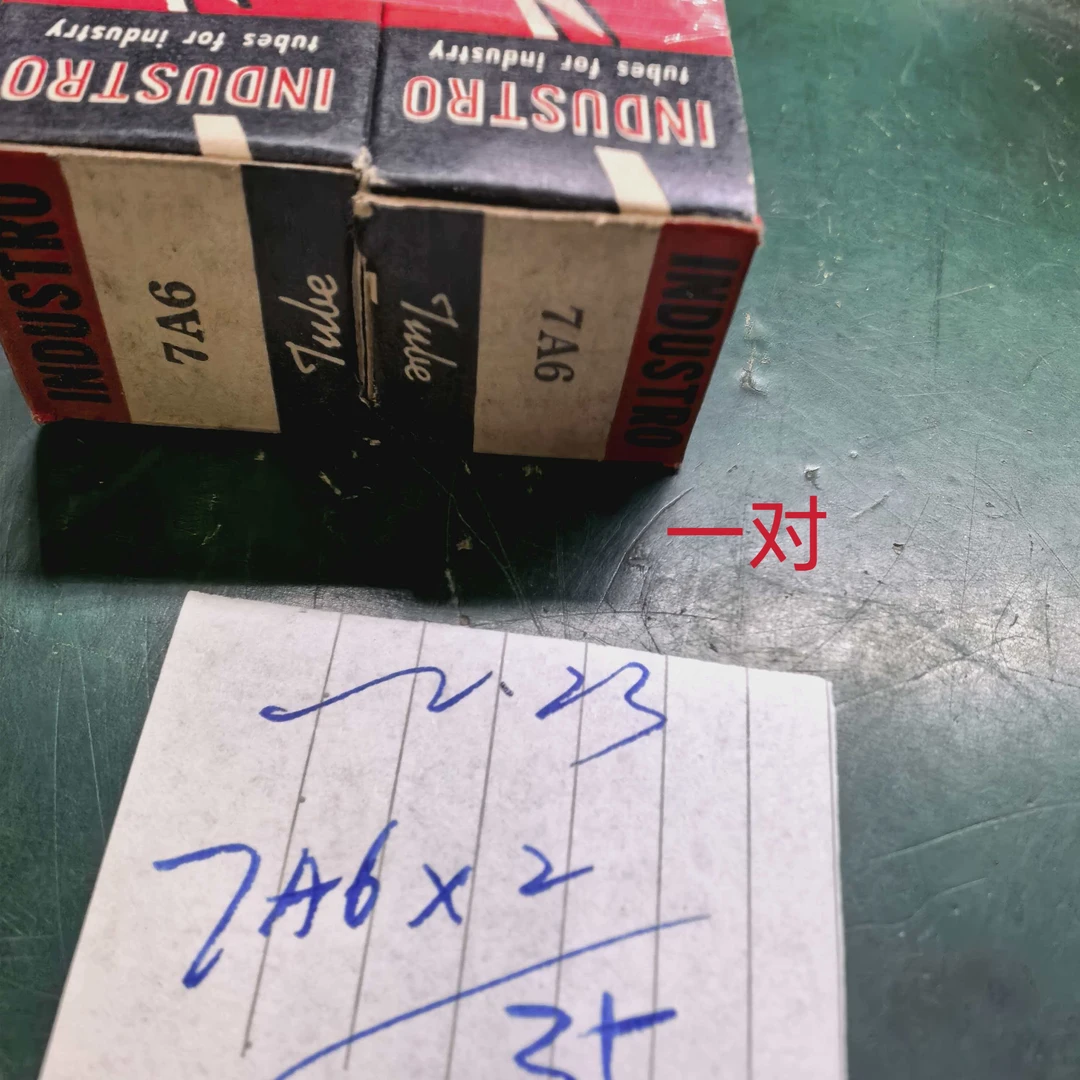 tubes for industry
INDUSTRO
tubes for industry
INDUSTRO
INDUSTRO
7A6
Tube
Tube
7A6
INDUSTRO
一对
7A6 x 2